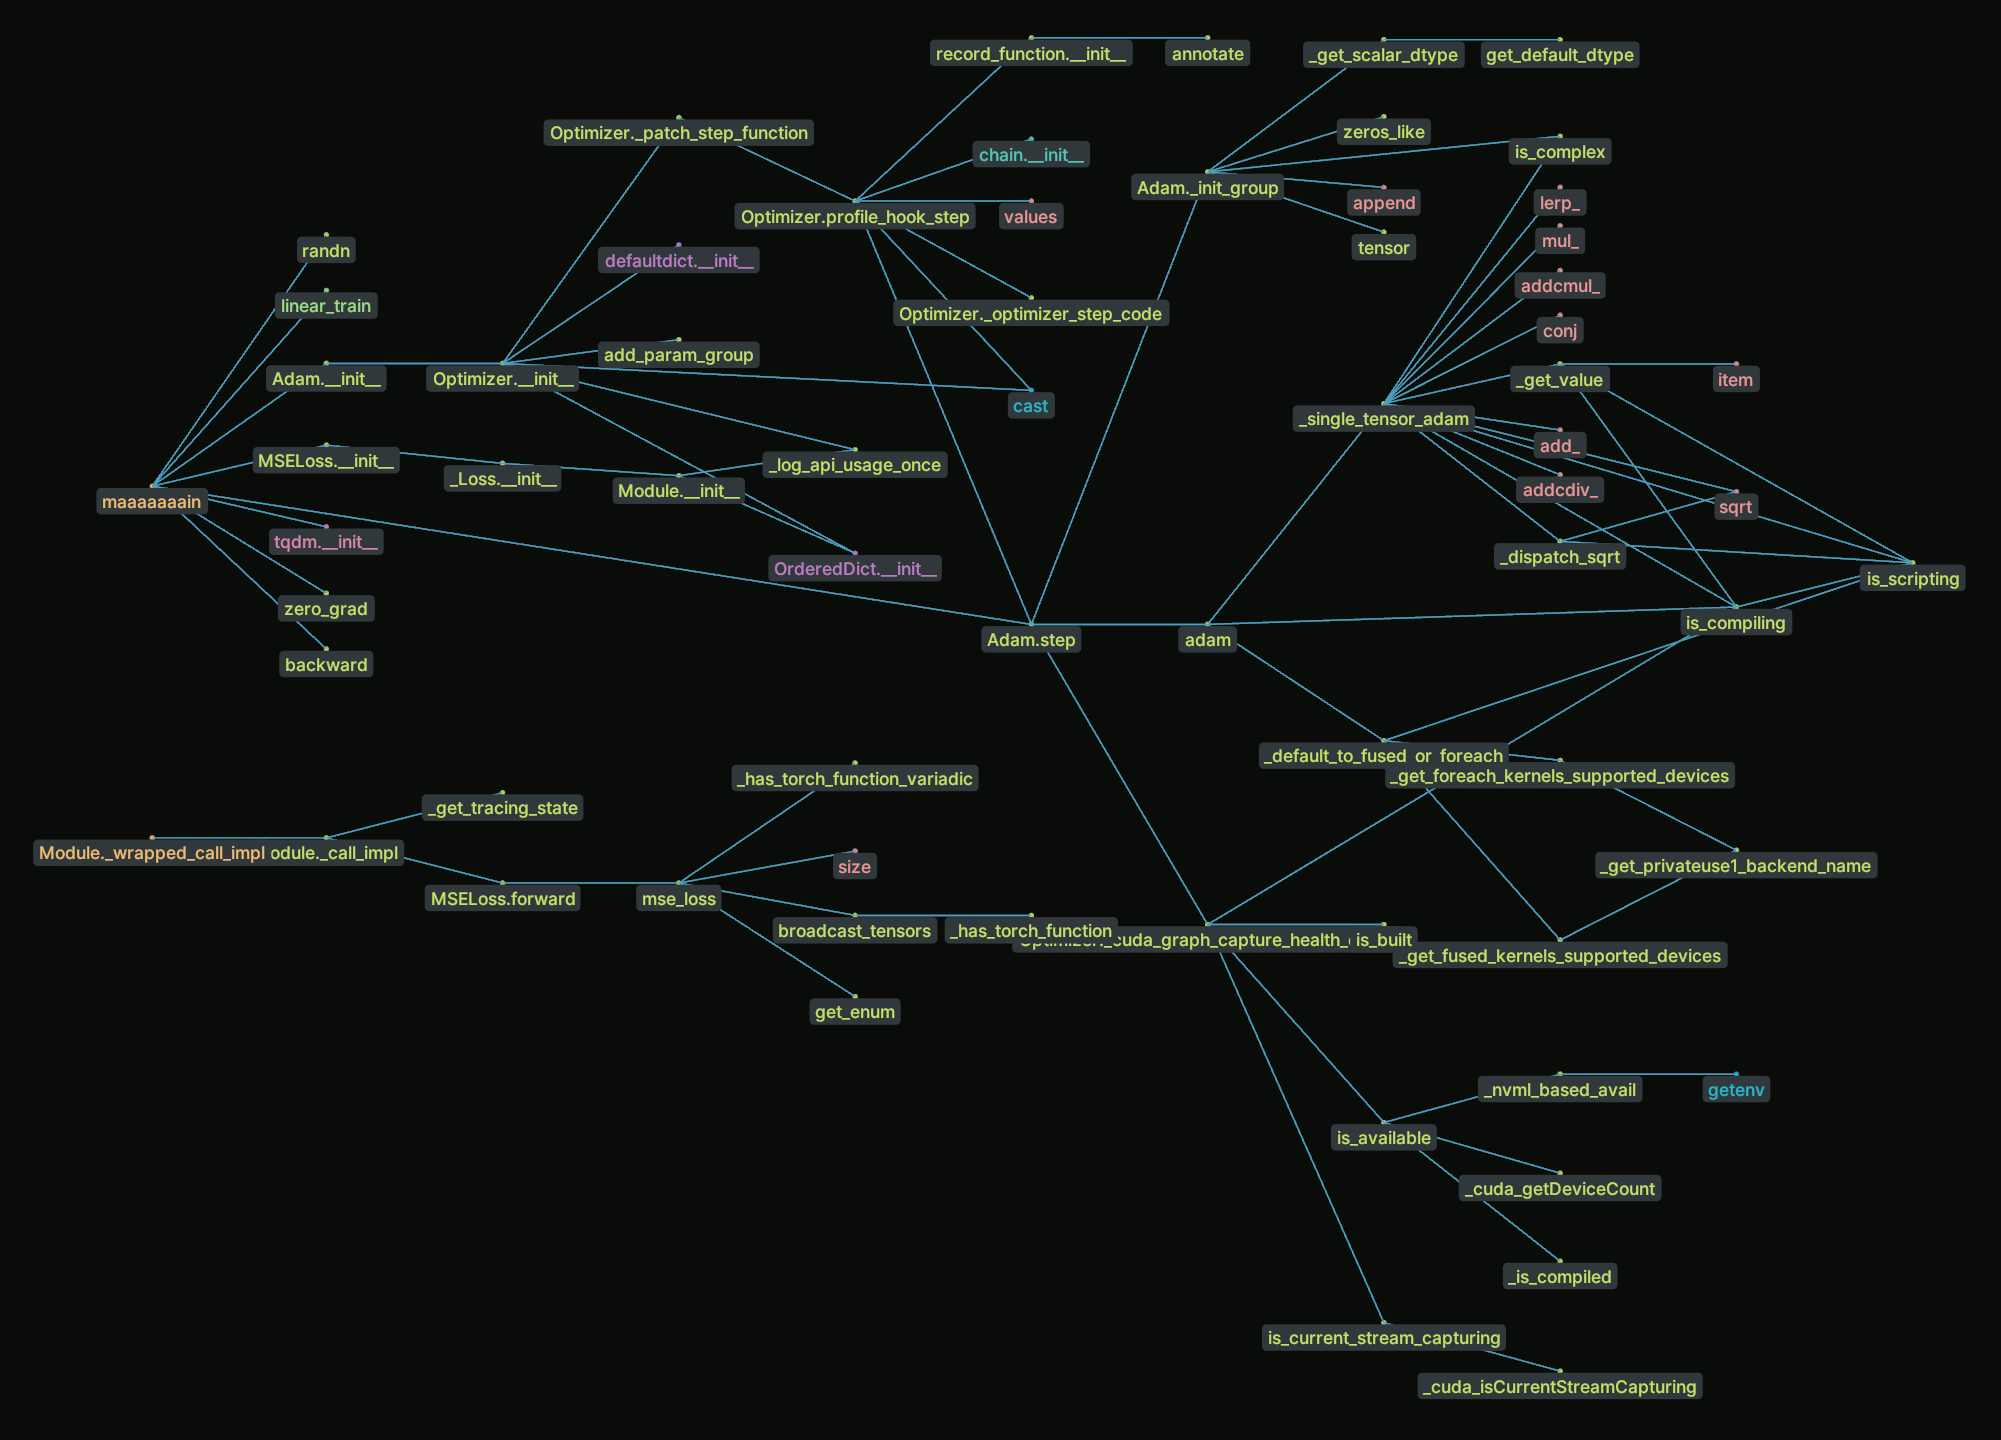 record_function.__init__
annotate
_get_scalar_dtype
get_default_dtype
Optimizer._patch_step_function
zeros_like
chain.__init__
is_complex
Adam._init_group
Optimizer.profile_hook_step
values
append
lerp_
randn
defaultdict.__init__
tensor
mul_
linear_train
Optimizer._optimizer_step_code
addcmul_
conj
add_param_group
Adam.__init__
Optimizer.__init__
_get_value
item
cast
_single_tensor_adam
MSELoss.__init__
_log_api_usage_once
add_
_Loss.__init__
Module.__init__
addcdiv_
maaaaaaain
sqrt
tqdm.__init__
_dispatch_sqrt
OrderedDict.__init__
is_scripting
zero_grad
is_compiling
Adam.step
adam
backward
_default_to_fused_or_foreach
_get_foreach_kernels_supported_devices
_has_torch_function_variadic
_get_tracing_state
Module._wrapped_call_impl
odule._call_impl
size
_get_privateuse1_backend_name
MSELoss.forward
mse_loss
broadcast_tensors
_has_torch_function
cuda_graph_capture_health_
is_built
_get_fused_kernels_supported_devices
get_enum
_nvml_based_avail
getenv
is_available
_cuda_getDeviceCount
_is_compiled
is_current_stream_capturing
_cuda_isCurrentStreamCapturing